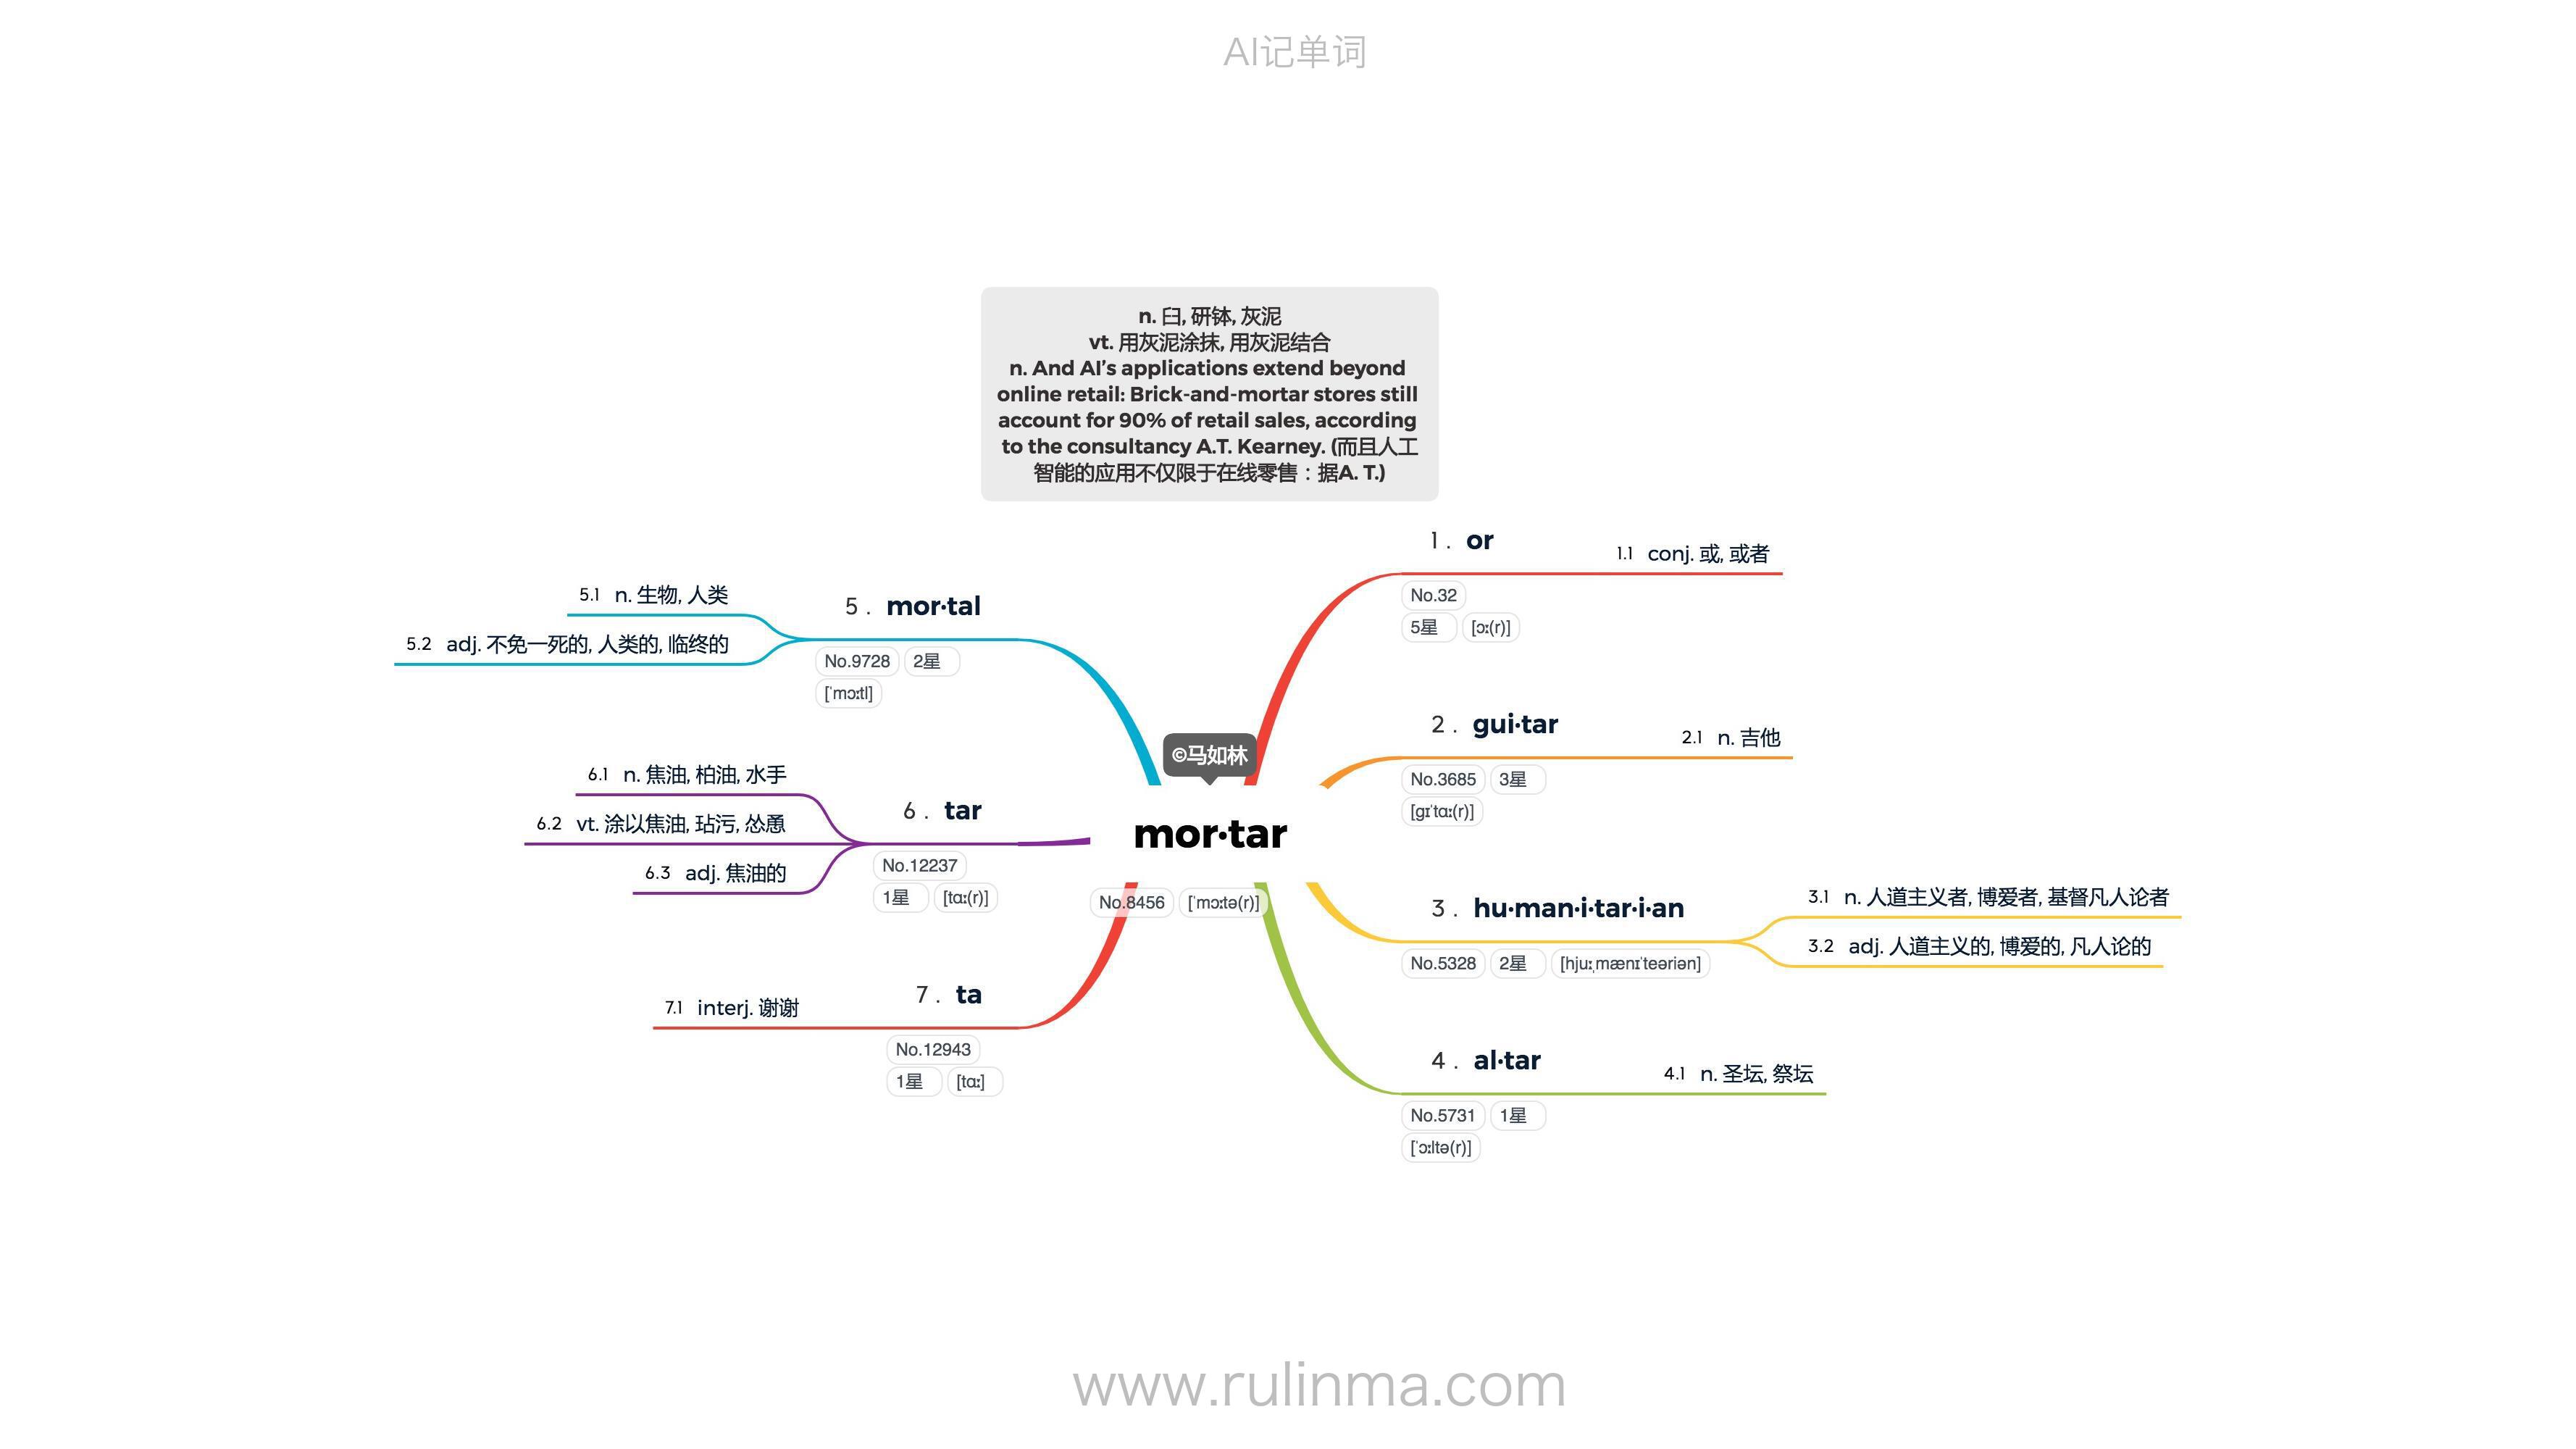 AI记单词
n. 臼, 研钵, 灰泥
vt. 用灰泥涂抹, 用灰泥结合
n. And AI’s applications extend beyond
online retail: Brick-and-mortar stores still
account for 90% of retail sales, according
to the consultancy A.T. Kearney. (而且人工
智能的应用不仅限于在线零售：据A. T.)
©马如林
mor·tar
No.8456 [ˈmɔːtə(r)]
1 . or
No.32
5星 [ɔː(r)]
1.1 conj. 或, 或者
2 . gui·tar
No.3685 3星
[ɡɪˈtɑː(r)]
2.1 n. 吉他
3 . hu·man·i·tar·i·an
No.5328 2星 [hjuːˌmænɪˈteəriən]
3.1 n. 人道主义者, 博爱者, 基督凡人论者
3.2 adj. 人道主义的, 博爱的, 凡人论的
4 . al·tar
No.5731 1星
[ˈɔːltə(r)]
4.1 n. 圣坛, 祭坛
5 . mor·tal
No.9728 2星
[ˈmɔːtl]
5.1 n. 生物, 人类
5.2 adj. 不免一死的, 人类的, 临终的
6 . tar
No.12237
1星 [tɑː(r)]
6.1 n. 焦油, 柏油, 水手
6.2 vt. 涂以焦油, 玷污, 怂恿
6.3 adj. 焦油的
7 . ta
No.12943
1星 [tɑː]
7.1 interj. 谢谢
www.rulinma.com